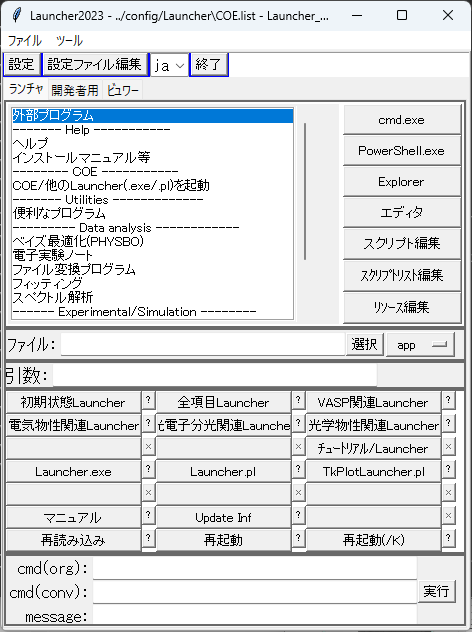 Launcher2023 - ../config/Launcher\COE.list - Launcher_...
ファイル ツール
設定 設定ファイル編集 ja 終了
ランチャ 開発者用 ビュワー
外部プログラム
------- Help -----------
ヘルプ
インストールマニュアル等
-------- COE -----------
COE/他のLauncher(.exe/.pl)を起動
------- Utilities -------------
便利なプログラム
--------- Data analysis ------------
ベイズ最適化(PHYSBO)
電子実験ノート
ファイル変換プログラム
フィッティング
スペクトル解析
------ Experimental/Simulation --------
cmd.exe
PowerShell.exe
Explorer
エディタ
スクリプト編集
スクリプトリスト編集
リソース編集
ファイル: 選択 app
引数:
初期状態Launcher ? 全項目Launcher ? VASP関連Launcher ?
電気物性関連Launcher ? 電子分光関連Launche ? 光学物性関連Launcher ?
× × チュートリアル/Launcher ×
Launcher.exe ? Launcher.pl ? TkPlotLauncher.pl ?
× × ×
マニュアル ? Update Inf ? ×
再読み込み ? 再起動 ? 再起動(/K) ?
cmd(org):
cmd(conv): 実行
message: